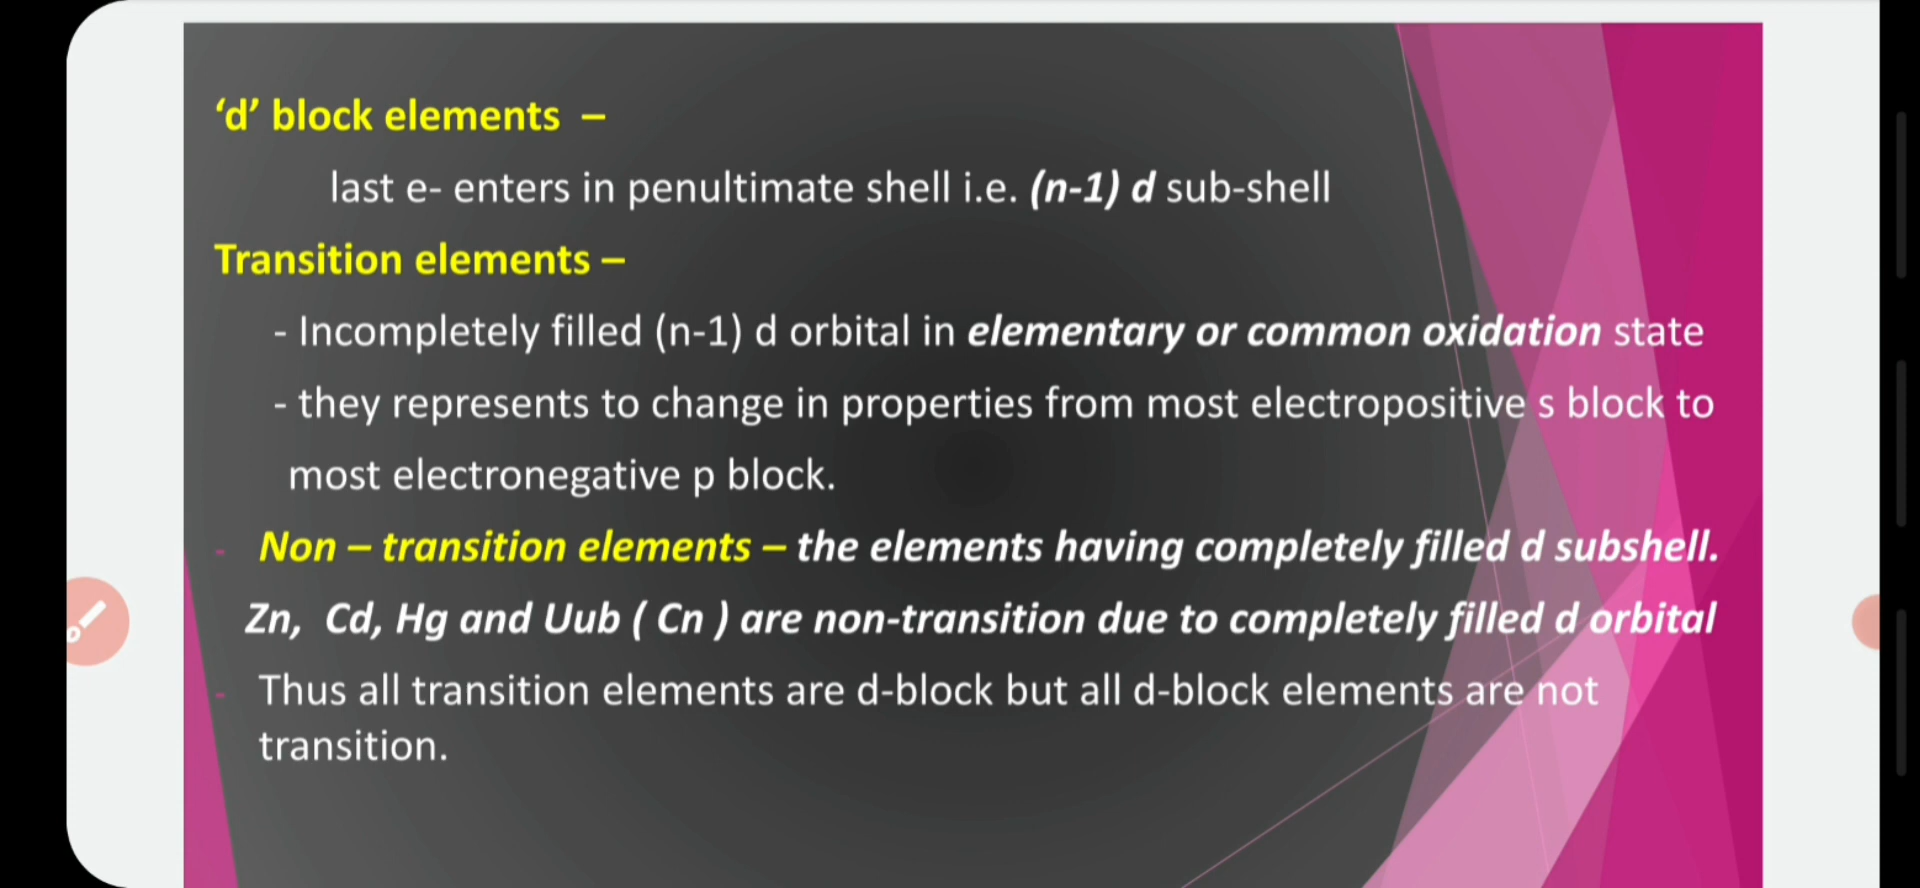 ‘d’ block elements –
last e- enters in penultimate shell i.e. (n-1) d sub-shell
Transition elements –
- Incompletely filled (n-1) d orbital in elementary or common oxidation state
- they represents to change in properties from most electropositive s block to
most electronegative p block.
- Non – transition elements – the elements having completely filled d subshell.
Zn, Cd, Hg and Uub ( Cn ) are non-transition due to completely filled d orbital
- Thus all transition elements are d-block but all d-block elements are not
transition.